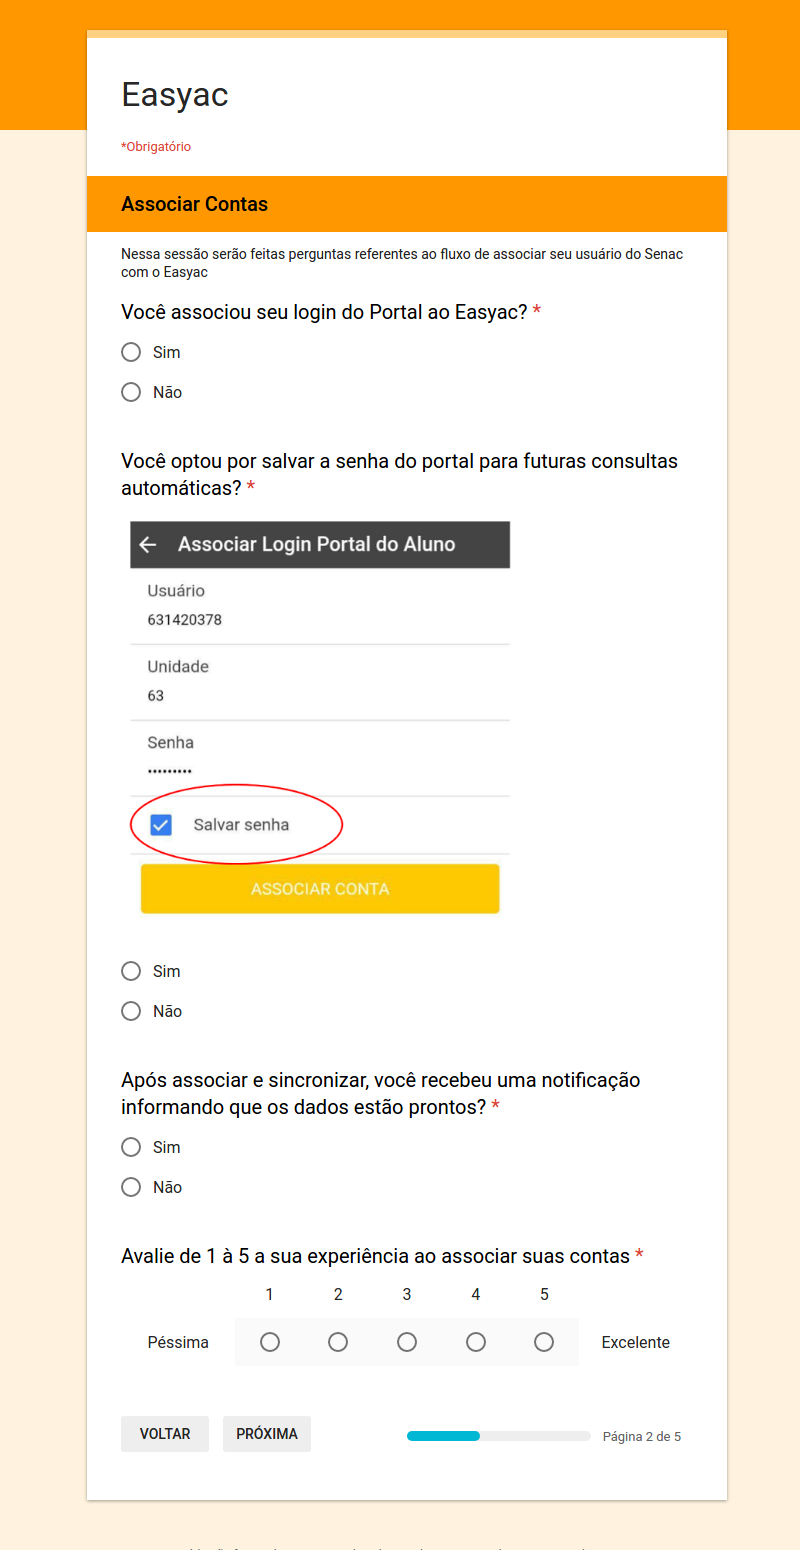 Easyac
*Obrigatório
Associar Contas
Nessa sessão serão feitas perguntas referentes ao fluxo de associar seu usuário do Senac
com o Easyac
Você associou seu login do Portal ao Easyac? *
Sim
Não
Você optou por salvar a senha do portal para futuras consultas
automáticas? *
Associar Login Portal do Aluno
Usuário
631420378
Unidade
63
Senha
•••••••••
Salvar senha
ASSOCIAR CONTA
Sim
Não
Após associar e sincronizar, você recebeu uma notificação
informando que os dados estão prontos? *
Sim
Não
Avalie de 1 à 5 a sua experiência ao associar suas contas *
1 2 3 4 5
Péssima Excelente
VOLTAR PRÓXIMA Página 2 de 5